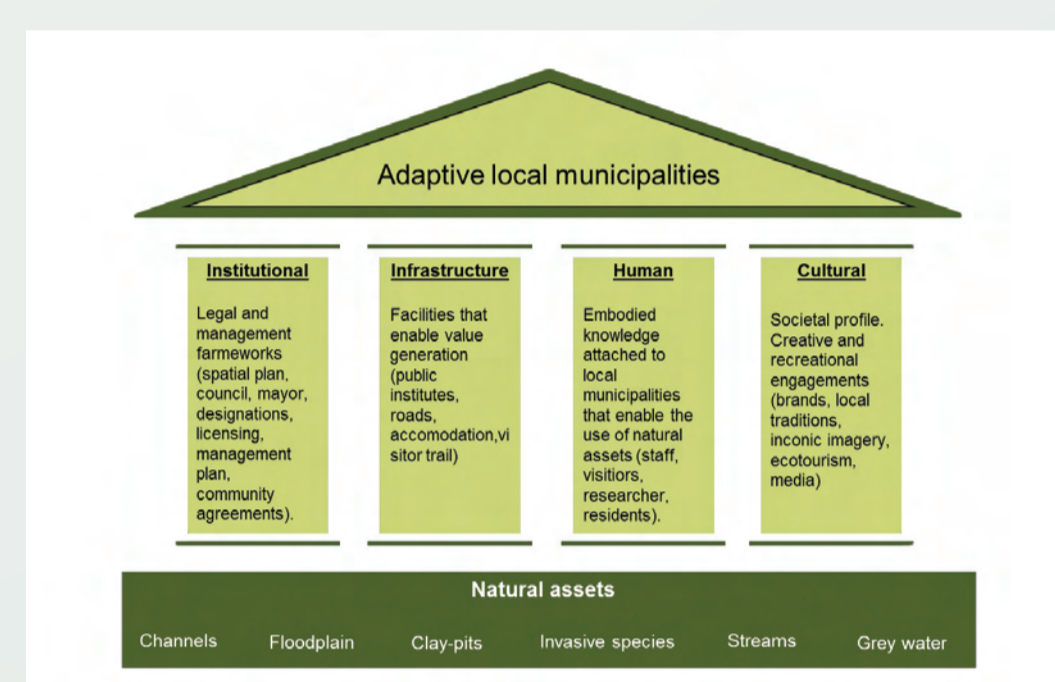 Adaptive local municipalities
Institutional
Legal and
management
farmeworks
(spatial plan,
council, mayor,
designations,
licensing,
management
plan,
community
agreements).
Infrastructure
Facilities that
enable value
generation
(public
institutes,
roads,
accomodation,vi
sitor trail)
Human
Embodied
knowledge
attached to
local
municipalities
that enable the
use of natural
assets (staff,
visitiors,
researcher,
residents).
Cultural
Societal profile.
Creative and
recreational
engagements
(brands, local
traditions,
inconic imagery,
ecotourism,
media)
Natural assets
Channels Floodplain Clay-pits Invasive species Streams Grey water